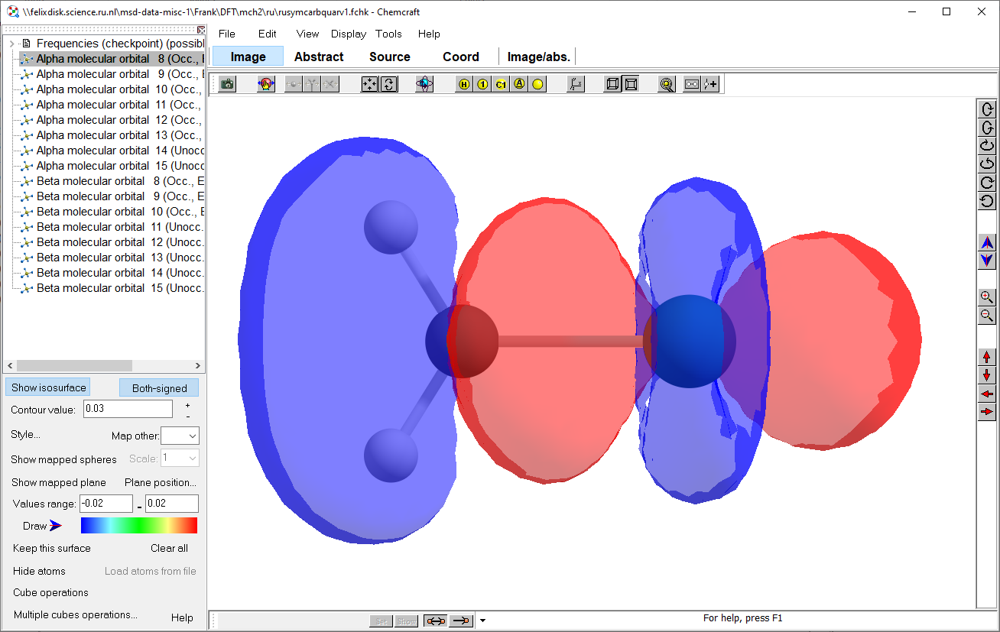 \\felixdisk.science.ru.nl\msd-data-misc-1\Frank\DFT\mch2\ru\rusymcarbquarv1.fchk - Chemcraft
File Edit View Display Tools Help
Image Abstract Source Coord Image/abs.
Frequencies (checkpoint) (possibl
Alpha molecular orbital 8 (Occ., E
Alpha molecular orbital 9 (Occ., E
Alpha molecular orbital 10 (Occ.,
Alpha molecular orbital 11 (Occ.,
Alpha molecular orbital 12 (Occ.,
Alpha molecular orbital 13 (Occ.,
Alpha molecular orbital 14 (Unocc
Alpha molecular orbital 15 (Unocc
Beta molecular orbital 8 (Occ., E
Beta molecular orbital 9 (Occ., E
Beta molecular orbital 10 (Occ., E
Beta molecular orbital 11 (Unocc.
Beta molecular orbital 12 (Unocc.
Beta molecular orbital 13 (Unocc.
Beta molecular orbital 14 (Unocc.
Beta molecular orbital 15 (Unocc.
H 1 C1 A
Show isosurface Both-signed
Contour value: 0.03 + -
Style... Map other:
Show mapped spheres Scale: 1
Show mapped plane Plane position...
Values range: -0.02 - 0.02
Draw
Keep this surface Clear all
Hide atoms Load atoms from file
Cube operations
Multiple cubes operations... Help
Set Show For help, press F1